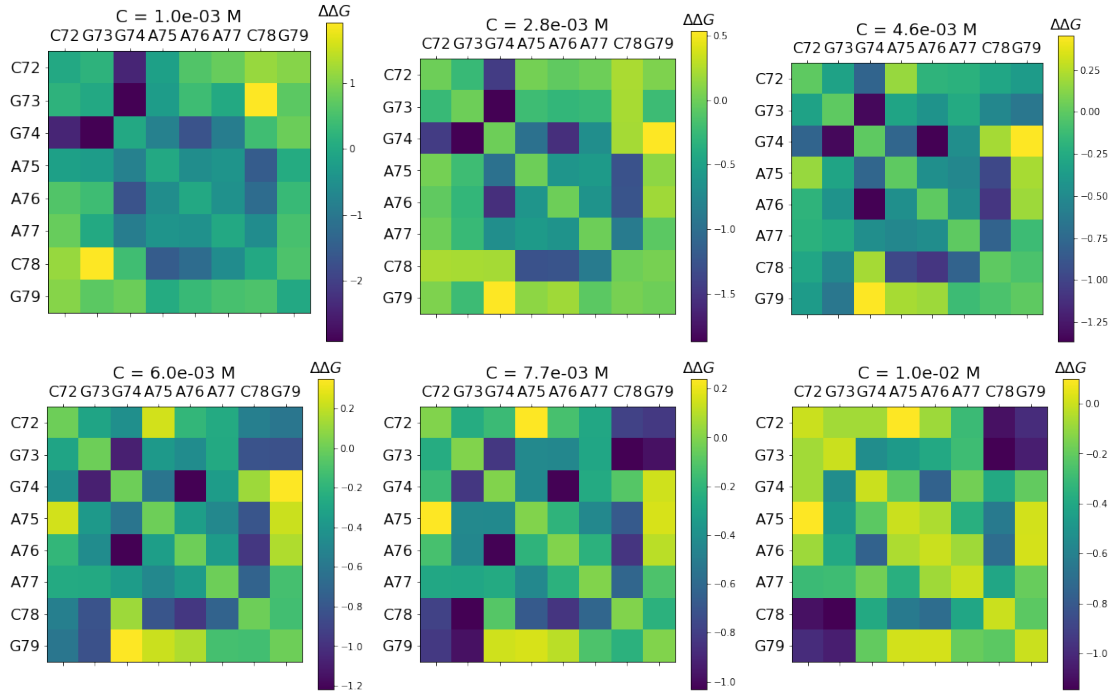 C = 1.0e-03 M
ΔΔG
C72 G73 G74 A75 A76 A77 C78 G79
C72
G73
G74
A75
A76
A77
C78
G79
1
0
−1
−2
C = 2.8e-03 M
ΔΔG
C72 G73 G74 A75 A76 A77 C78 G79
C72
G73
G74
A75
A76
A77
C78
G79
0.5
0.0
−0.5
−1.0
−1.5
C = 4.6e-03 M
ΔΔG
C72 G73 G74 A75 A76 A77 C78 G79
C72
G73
G74
A75
A76
A77
C78
G79
0.25
0.00
−0.25
−0.50
−0.75
−1.00
−1.25
C = 6.0e-03 M
ΔΔG
C72 G73 G74 A75 A76 A77 C78 G79
C72
G73
G74
A75
A76
A77
C78
G79
0.2
0.0
−0.2
−0.4
−0.6
−0.8
−1.0
−1.2
C = 7.7e-03 M
ΔΔG
C72 G73 G74 A75 A76 A77 C78 G79
C72
G73
G74
A75
A76
A77
C78
G79
0.2
0.0
−0.2
−0.4
−0.6
−0.8
−1.0
C = 1.0e-02 M
ΔΔG
C72 G73 G74 A75 A76 A77 C78 G79
C72
G73
G74
A75
A76
A77
C78
G79
0.0
−0.2
−0.4
−0.6
−0.8
−1.0